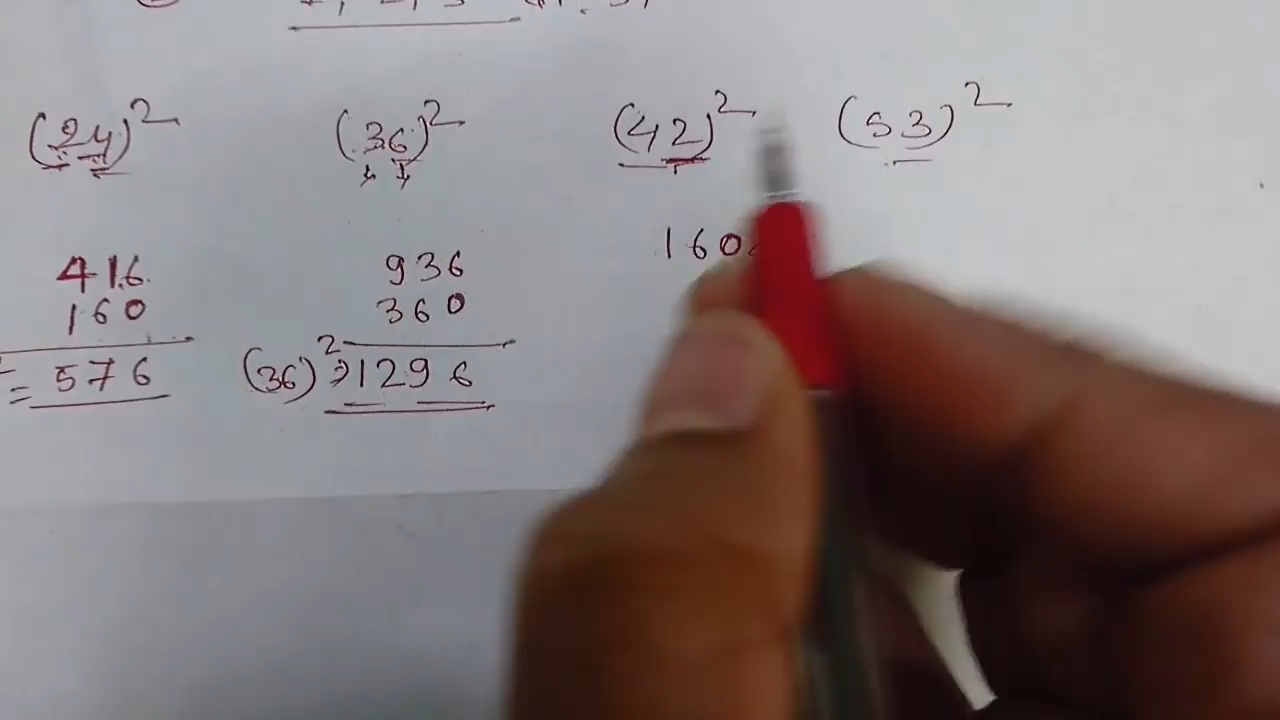 (24)² (36)² (42)² (53)²
416 936 160
160 360
= 576 (36)² ⇒ 1296